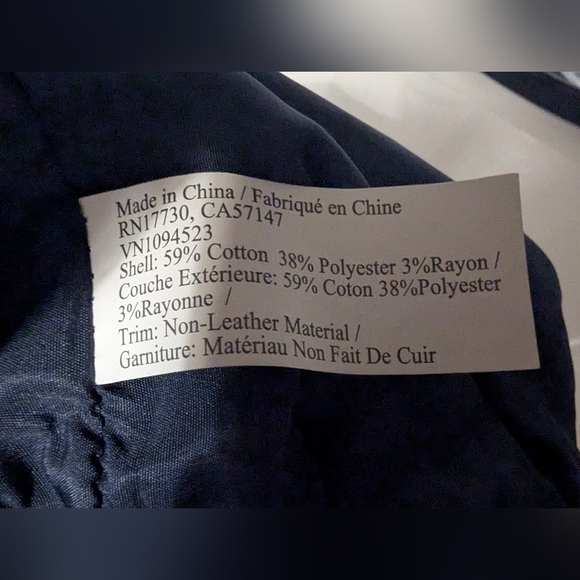 Made in China / Fabriqué en Chine
RN17730, CA57147
VN1094523
Shell: 59% Cotton 38% Polyester 3%Rayon /
Couche Extérieure: 59% Coton 38%Polyester
3%Rayonne /
Trim: Non-Leather Material /
Garniture: Matériau Non Fait De Cuir